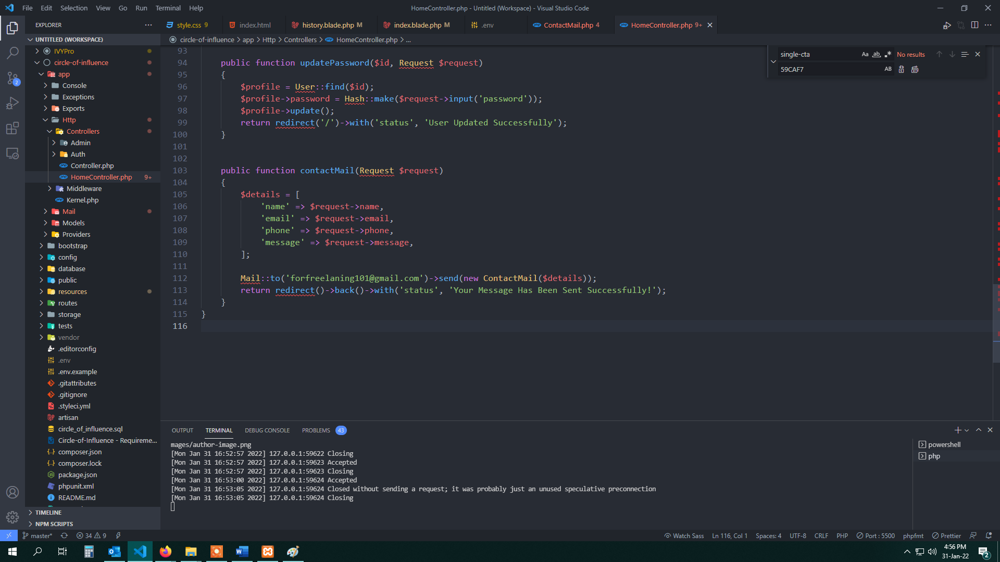 File Edit Selection View Go Run Terminal Help
HomeController.php - Untitled (Workspace) - Visual Studio Code
EXPLORER
style.css 9
index.html
history.blade.php M
index.blade.php M
.env
ContactMail.php 4
HomeController.php 9+
UNTITLED (WORKSPACE)
circle-of-influence > app > Http > Controllers > HomeController.php > ...
IVYPro
circle-of-influence
app
Console
Exceptions
Exports
Http
Controllers
Admin
Auth
Controller.php
HomeController.php 9+
Middleware
Kernel.php
Mail
Models
Providers
bootstrap
config
database
public
resources
routes
storage
tests
vendor
.editorconfig
.env
.env.example
.gitattributes
.gitignore
.styleci.yml
artisan
circle_of_influence.sql
Circle-of-Influence - Requireme...
composer.json
composer.lock
package.json
phpunit.xml
README.md
TIMELINE
NPM SCRIPTS
single-cta
Aa ab .*
No results
59CAF7
AB
93
94 public function updatePassword($id, Request $request)
95 {
96 $profile = User::find($id);
97 $profile->password = Hash::make($request->input('password'));
98 $profile->update();
99 return redirect('/')->with('status', 'User Updated Successfully');
100 }
101
102
103 public function contactMail(Request $request)
104 {
105 $details = [
106 'name' => $request->name,
107 'email' => $request->email,
108 'phone' => $request->phone,
109 'message' => $request->message,
110 ];
111
112 Mail::to('forfreelaning101@gmail.com')->send(new ContactMail($details));
113 return redirect()->back()->with('status', 'Your Message Has Been Sent Successfully!');
114 }
115 }
116
OUTPUT TERMINAL DEBUG CONSOLE PROBLEMS 43
mages/author-image.png
[Mon Jan 31 16:52:57 2022] 127.0.0.1:59622 Closing
[Mon Jan 31 16:52:57 2022] 127.0.0.1:59623 Accepted
[Mon Jan 31 16:52:57 2022] 127.0.0.1:59623 Closing
[Mon Jan 31 16:53:00 2022] 127.0.0.1:59624 Accepted
[Mon Jan 31 16:53:05 2022] 127.0.0.1:59624 Closed without sending a request; it was probably just an unused speculative preconnection
[Mon Jan 31 16:53:05 2022] 127.0.0.1:59624 Closing
powershell
php
master* 34 9
Watch Sass Ln 116, Col 1 Spaces: 4 UTF-8 CRLF PHP Port : 5500 phpfmt Prettier
4:56 PM
31-Jan-22
2